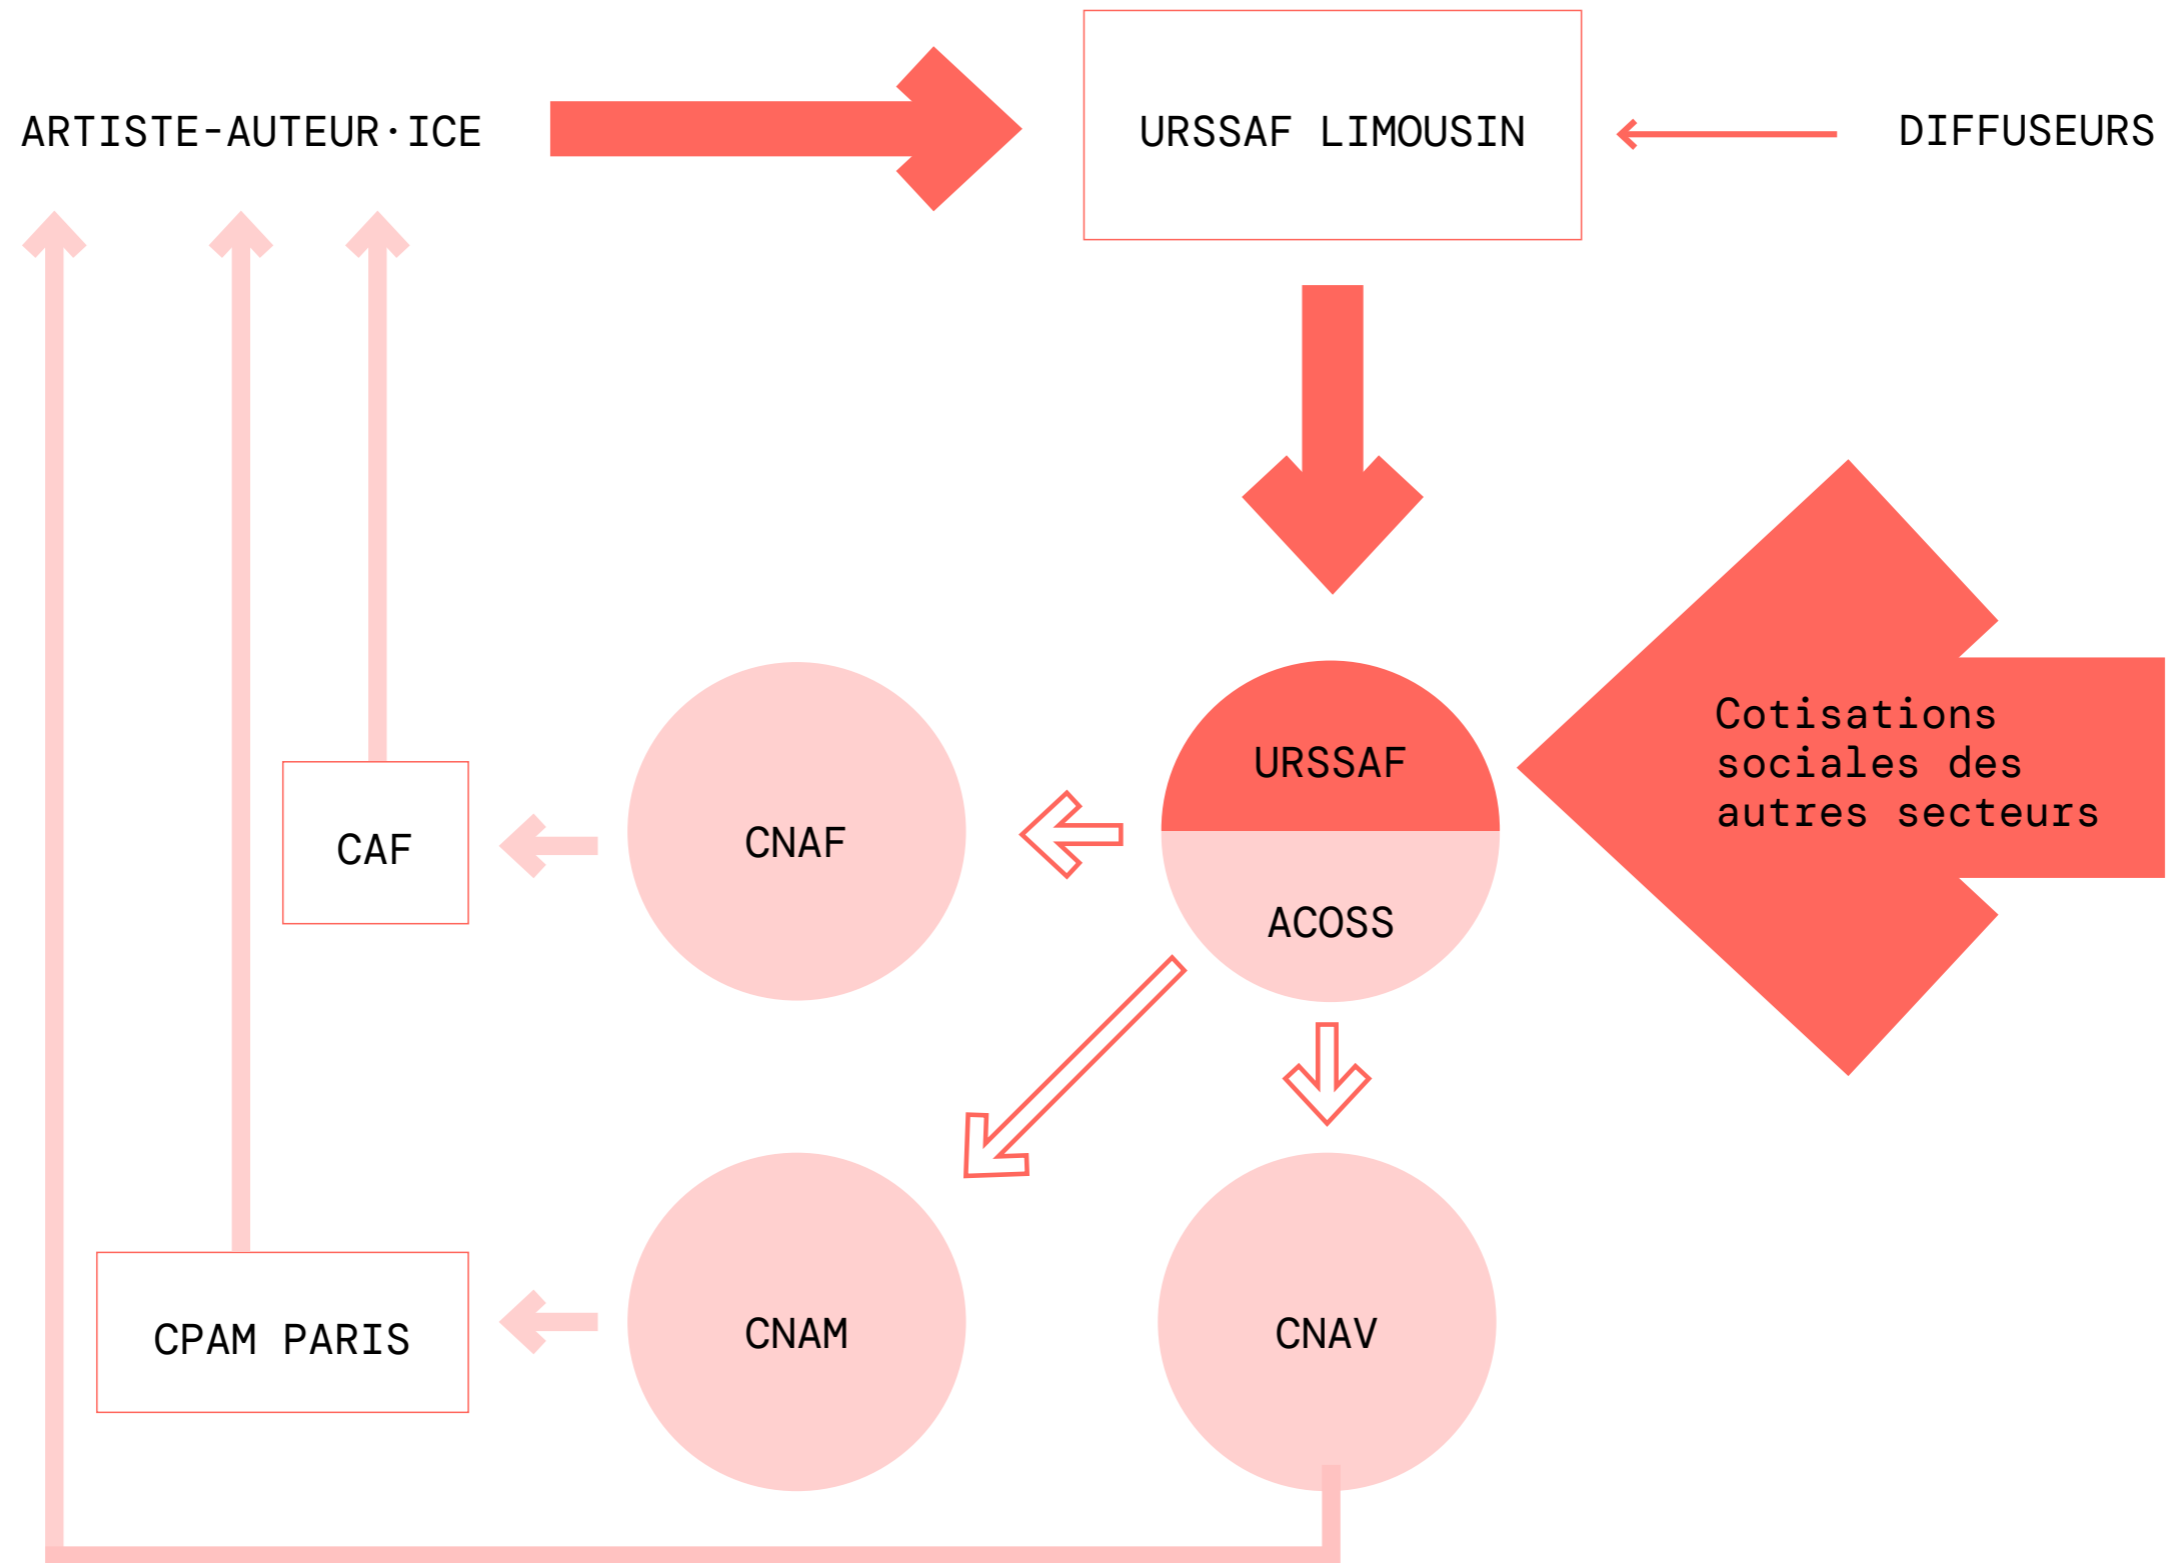 ARTISTE-AUTEUR·ICE
URSSAF LIMOUSIN
DIFFUSEURS
Cotisations
sociales des
autres secteurs
URSSAF
ACOSS
CNAF
CAF
CPAM PARIS
CNAM
CNAV